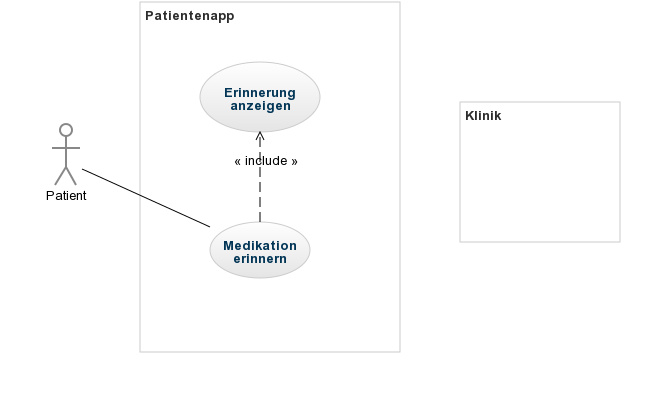 Patientenapp
Erinnerung
anzeigen
Klinik
« include »
Patient
Medikation
erinnern